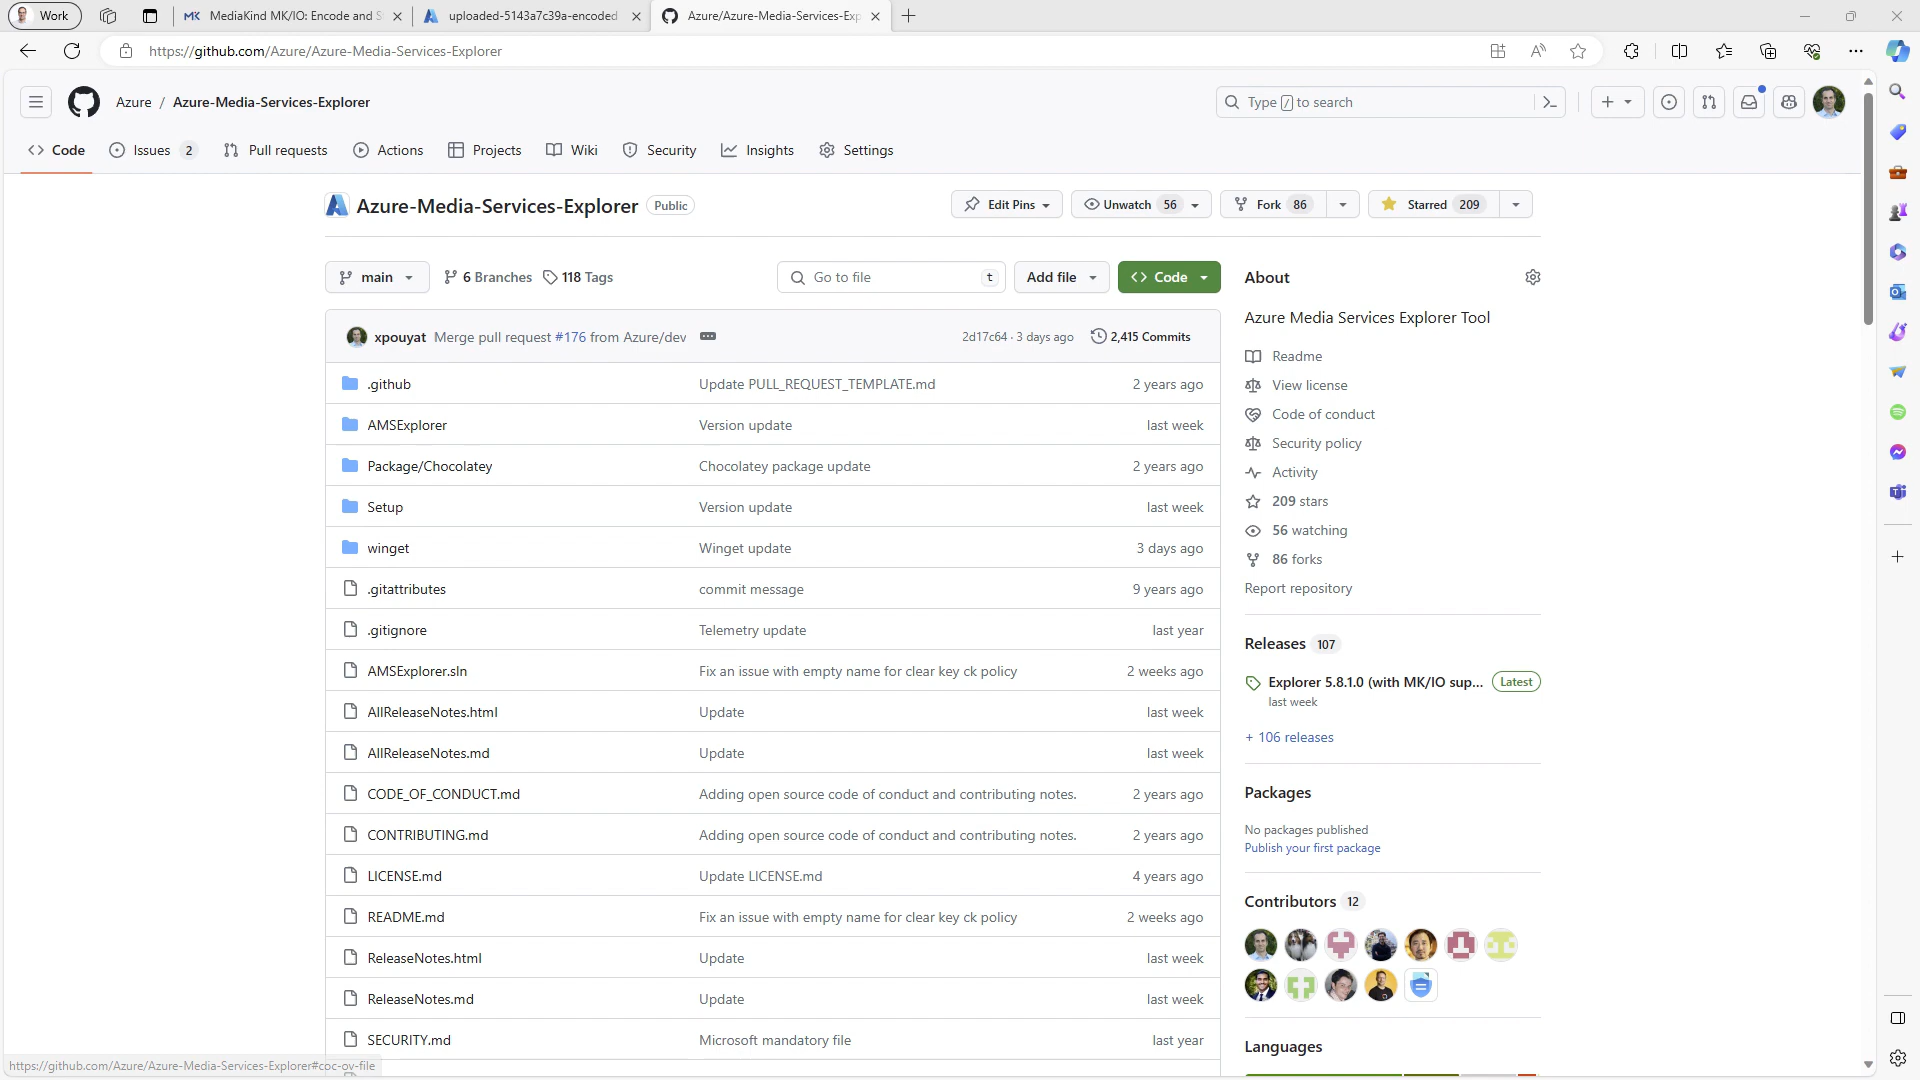 Work
MediaKind MK/IO: Encode and S
uploaded-5143a7c39a-encoded
Azure/Azure-Media-Services-Exp
https://github.com/Azure/Azure-Media-Services-Explorer
Azure / Azure-Media-Services-Explorer
Type / to search
Code
Issues 2
Pull requests
Actions
Projects
Wiki
Security
Insights
Settings
Azure-Media-Services-Explorer Public
Edit Pins
Unwatch 56
Fork 86
Starred 209
main
6 Branches
118 Tags
Go to file t
Add file
Code
xpouyat Merge pull request #176 from Azure/dev
2d17c64 · 3 days ago
2,415 Commits
.github Update PULL_REQUEST_TEMPLATE.md 2 years ago
AMSExplorer Version update last week
Package/Chocolatey Chocolatey package update 2 years ago
Setup Version update last week
winget Winget update 3 days ago
.gitattributes commit message 9 years ago
.gitignore Telemetry update last year
AMSExplorer.sln Fix an issue with empty name for clear key ck policy 2 weeks ago
AllReleaseNotes.html Update last week
AllReleaseNotes.md Update last week
CODE_OF_CONDUCT.md Adding open source code of conduct and contributing notes. 2 years ago
CONTRIBUTING.md Adding open source code of conduct and contributing notes. 2 years ago
LICENSE.md Update LICENSE.md 4 years ago
README.md Fix an issue with empty name for clear key ck policy 2 weeks ago
ReleaseNotes.html Update last week
ReleaseNotes.md Update last week
SECURITY.md Microsoft mandatory file last year
About
Azure Media Services Explorer Tool
Readme
View license
Code of conduct
Security policy
Activity
209 stars
56 watching
86 forks
Report repository
Releases 107
Explorer 5.8.1.0 (with MK/IO sup... Latest
last week
+ 106 releases
Packages
No packages published
Publish your first package
Contributors 12
Languages
https://github.com/Azure/Azure-Media-Services-Explorer#coc-ov-file